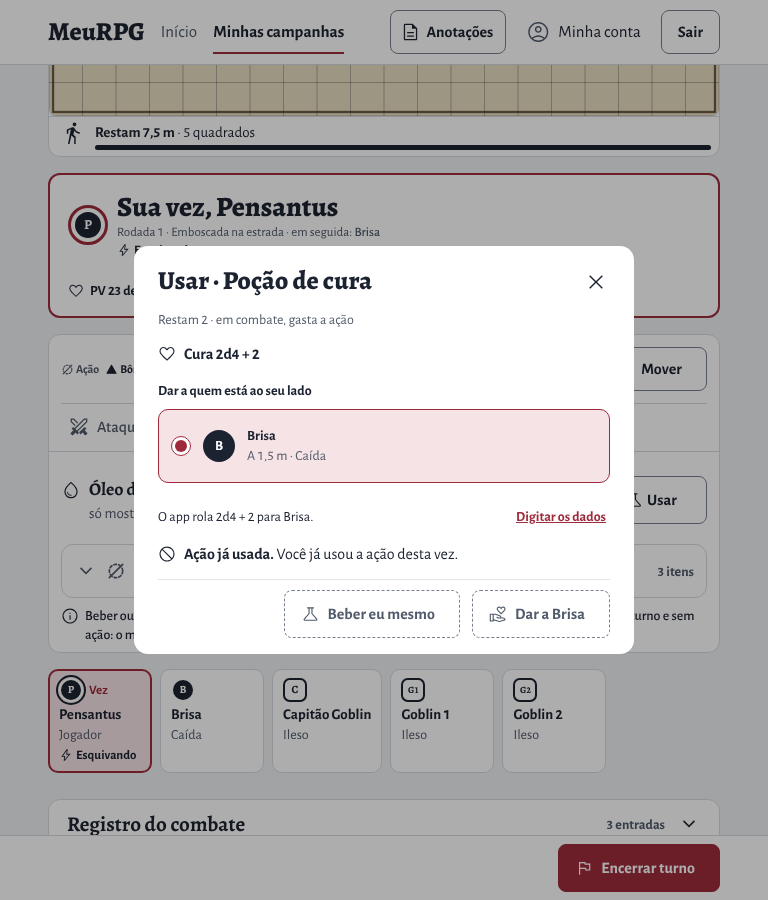 MeuRPG
Início
Minhas campanhas
Anotações
Minha conta
Sair
Restam 7,5 m · 5 quadrados
P
Sua vez, Pensantus
Rodada 1 · Emboscada na estrada · em seguida: Brisa
PV 23 de
Usar · Poção de cura
Restam 2 · em combate, gasta a ação
Cura 2d4 + 2
Dar a quem está ao seu lado
B
Brisa
A 1,5 m · Caída
O app rola 2d4 + 2 para Brisa.
Digitar os dados
Ação já usada. Você já usou a ação desta vez.
Beber eu mesmo
Dar a Brisa
Ação
Mover
Óleo d
só most
Usar
3 itens
Beber ou
urno e sem
ação: o m
P
Vez
Pensantus
Jogador
Esquivando
B
Brisa
Caída
C
Capitão Goblin
Ileso
G1
Goblin 1
Ileso
G2
Goblin 2
Ileso
Registro do combate
3 entradas
Encerrar turno